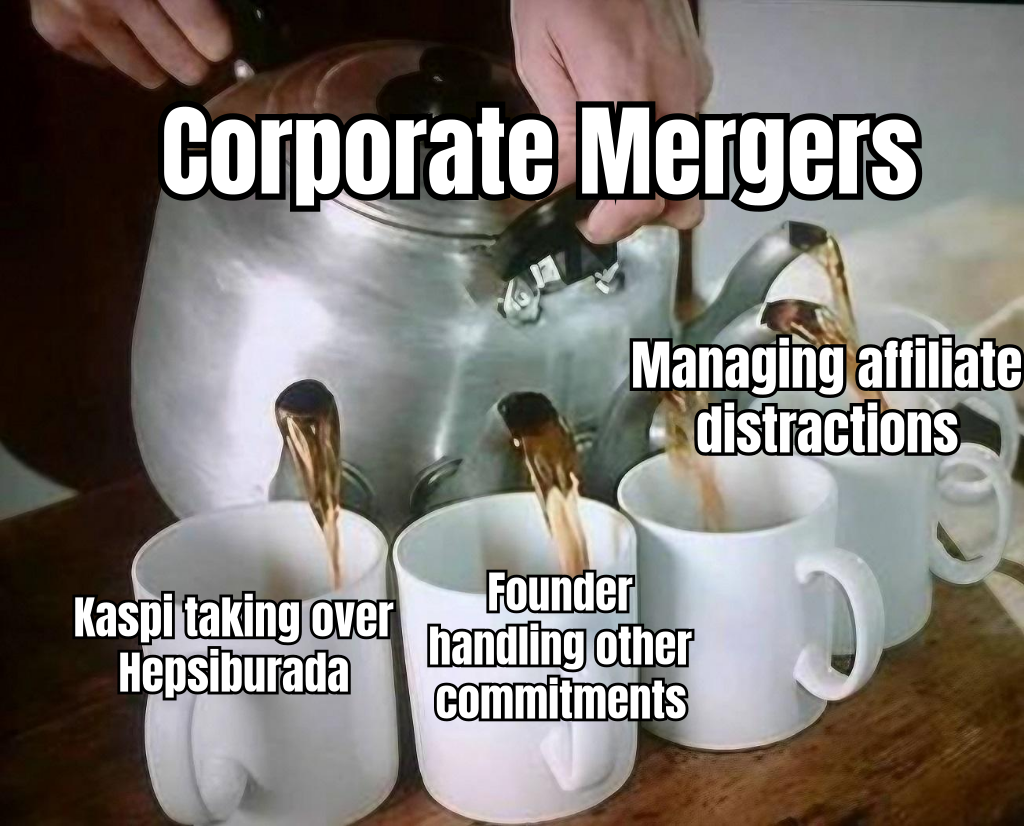 Corporate Mergers
Managing affiliate
distractions
Kaspi taking over
Hepsiburada
Founder
handling other
commitments